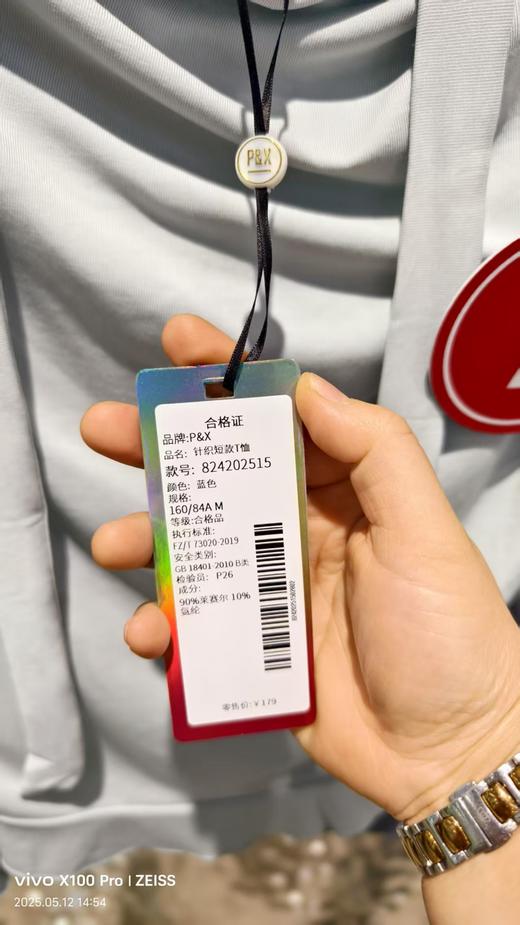 P&X
合格证
品牌:P&X
品名: 针织短款T恤
款号: 824202515
颜色: 蓝色
规格:
160/84A M
等级:合格品
执行标准:
FZ/T 73020-2019
安全类别:
GB 18401-2010 B类
检验员: P26
成分:
90%莱赛尔 10%
氨纶
零售价:￥179
vivo X100 Pro | ZEISS
2025.05.12 14:54